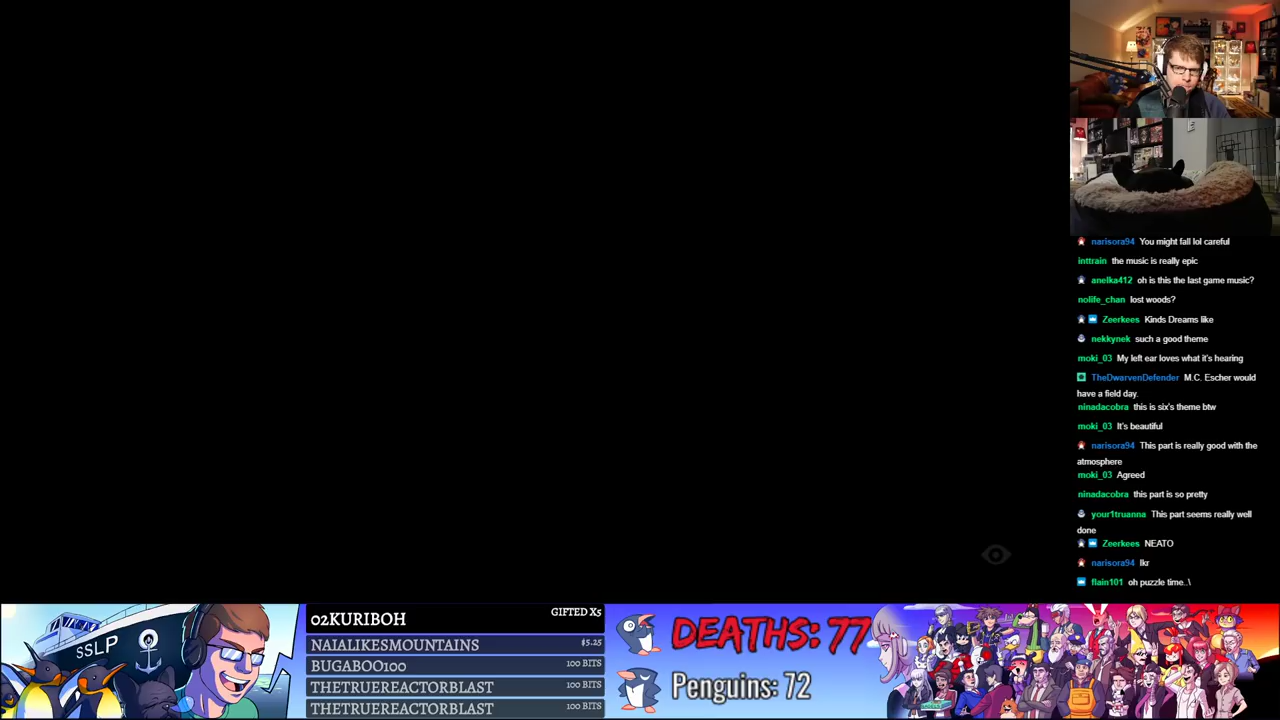 narisora94 You might fall lol careful
inttrain the music is really epic
anelka412 oh is this the last game music?
nolife_chan lost woods?
Zeerkees Kinds Dreams like
nekkynek such a good theme
moki_03 My left ear loves what it's hearing
TheDwarvenDefender M.C. Escher would
have a field day.
ninadacobra this is six's theme btw
moki_03 It's beautiful
narisora94 This part is really good with the
atmosphere
moki_03 Agreed
ninadacobra this part is so pretty
your1truanna This part seems really well
done
Zeerkees NEATO
narisora94 Ikr
flain101 oh puzzle time..\
SSLP
02KURIBOH GIFTED X5
NAIALIKESMOUNTAINS $5.25
BUGABOO100 100 BITS
THETRUEREACTORBLAST 100 BITS
THETRUEREACTORBLAST 100 BITS
DEATHS: 77
Penguins: 72